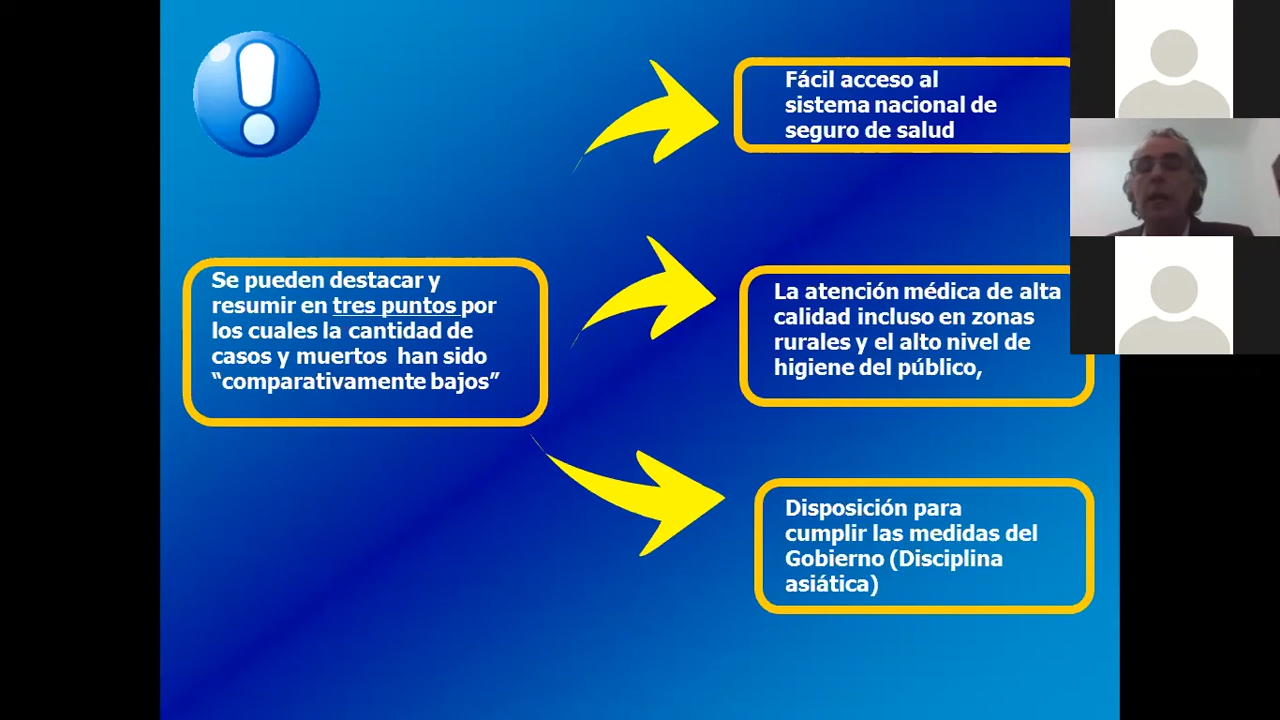 Se pueden destacar y
resumir en tres puntos por
los cuales la cantidad de
casos y muertos han sido
“comparativamente bajos”
Fácil acceso al
sistema nacional de
seguro de salud
La atención médica de alta
calidad incluso en zonas
rurales y el alto nivel de
higiene del público,
Disposición para
cumplir las medidas del
Gobierno (Disciplina
asiática)